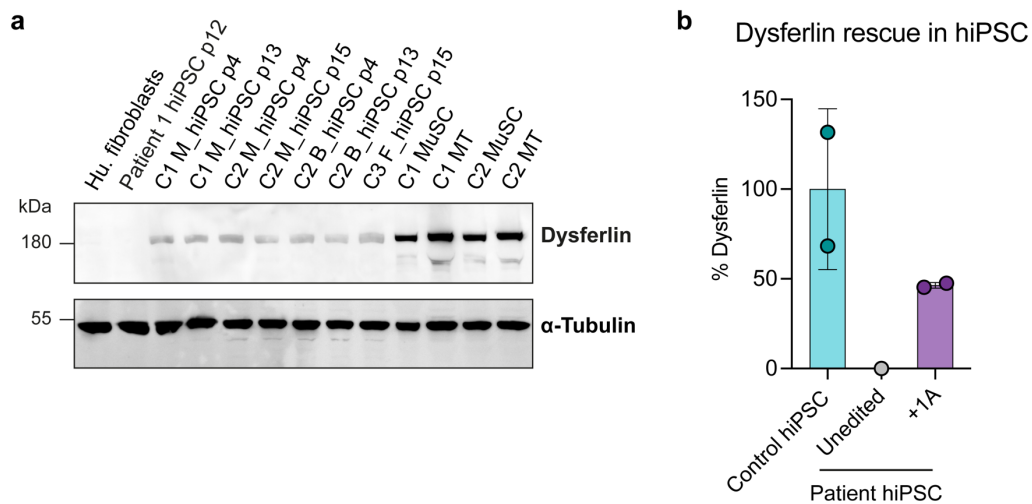 a
Hu. fibroblasts
Patient 1 hiPSC p12
C1 M_hiPSC p4
C1 M_hiPSC p13
C2 M_hiPSC p4
C2 M_hiPSC p15
C2 B_hiPSC p4
C2 B_hiPSC p13
C3 F_hiPSC p15
C1 MuSC
C1 MT
C2 MuSC
C2 MT
kDa
180
Dysferlin
55
α-Tubulin
b
Dysferlin rescue in hiPSC
% Dysferlin
150
100
50
0
Control hiPSC
Unedited
+1A
Patient hiPSC